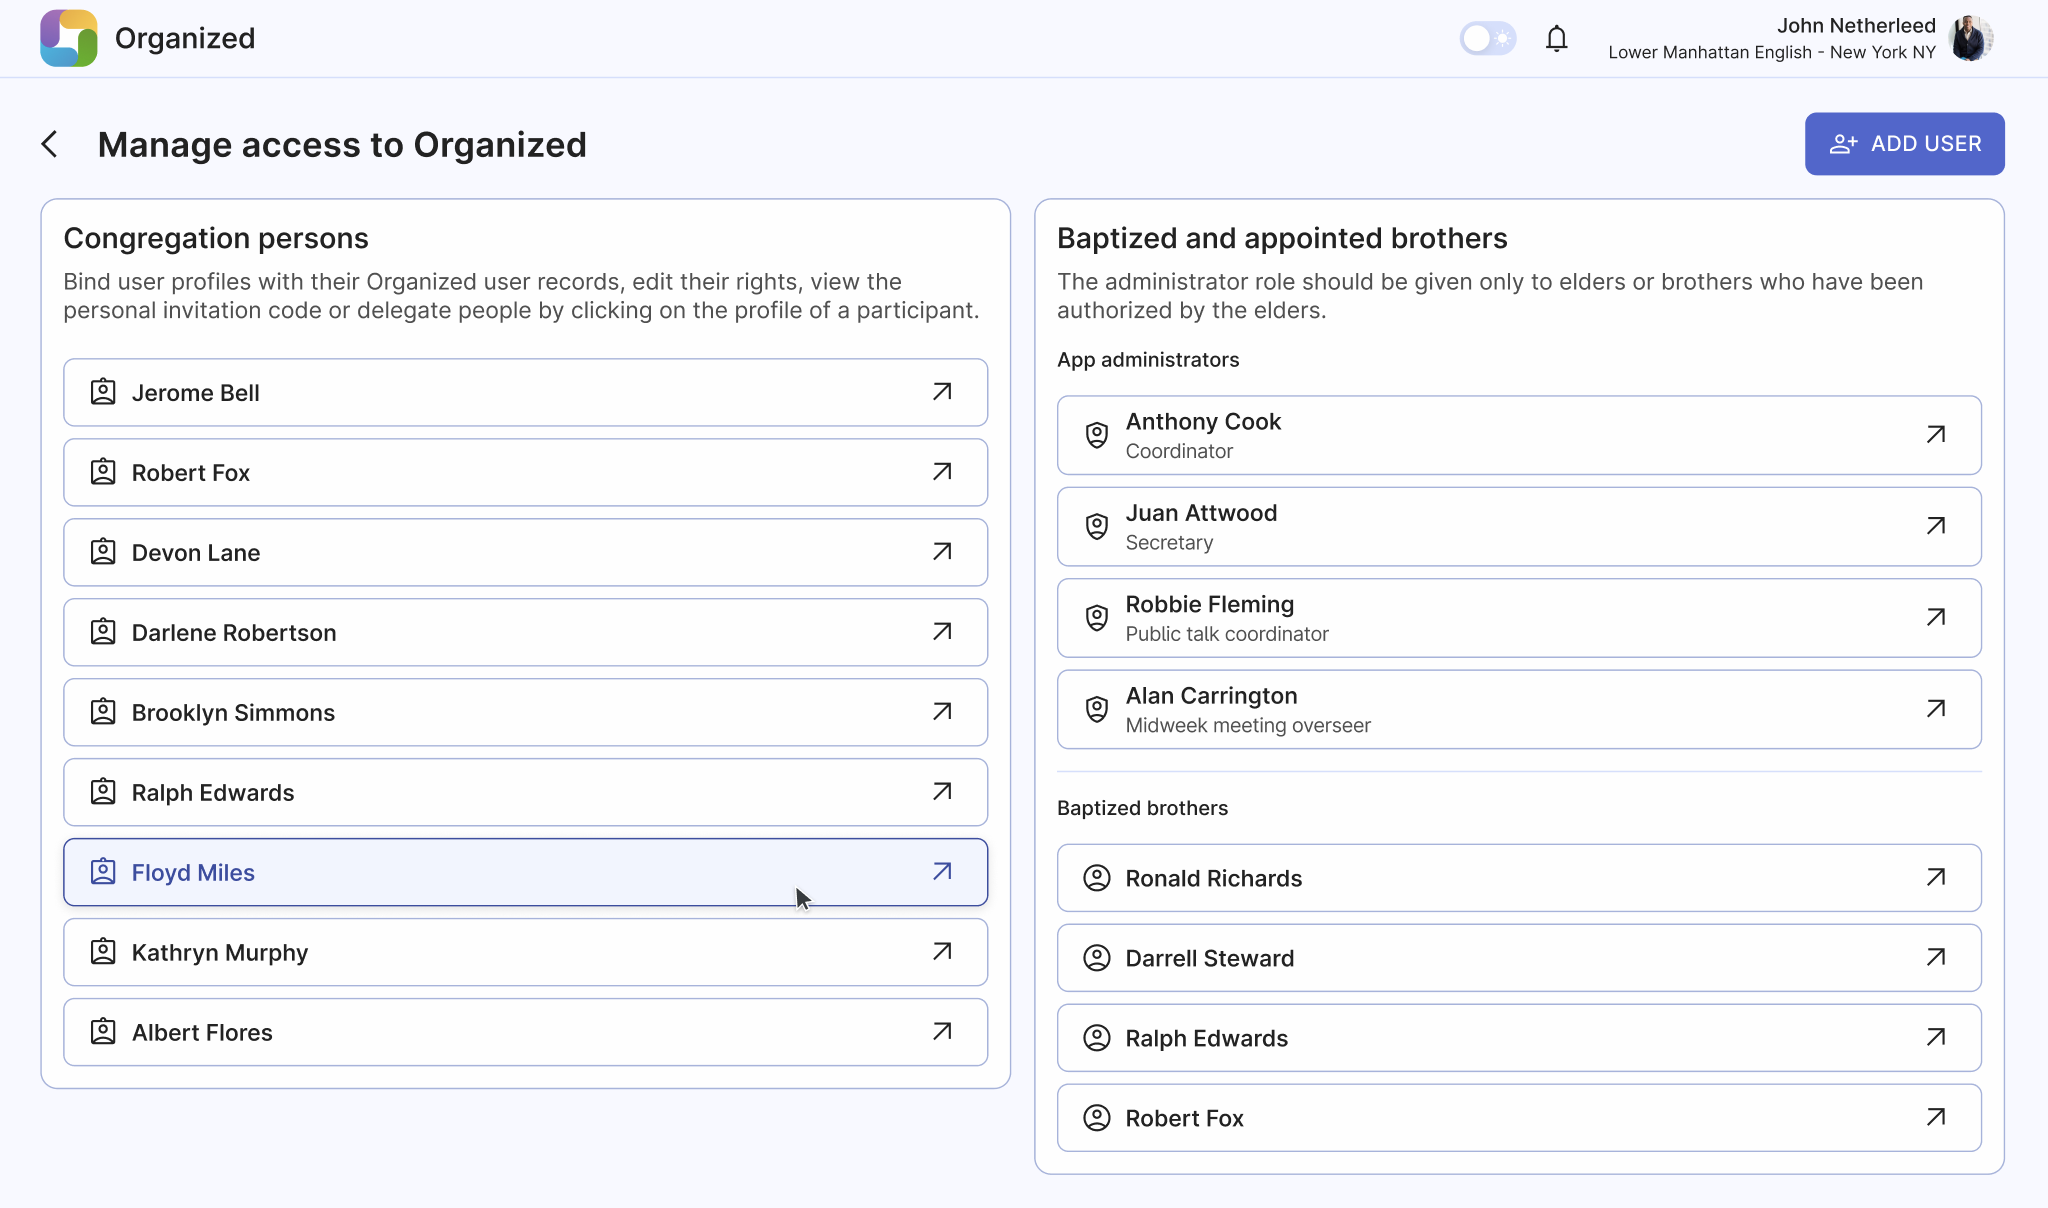 Organized
John Netherleed
Lower Manhattan English - New York NY
Manage access to Organized
ADD USER
Congregation persons
Bind user profiles with their Organized user records, edit their rights, view the
personal invitation code or delegate people by clicking on the profile of a participant.
Jerome Bell
Robert Fox
Devon Lane
Darlene Robertson
Brooklyn Simmons
Ralph Edwards
Floyd Miles
Kathryn Murphy
Albert Flores
Baptized and appointed brothers
The administrator role should be given only to elders or brothers who have been
authorized by the elders.
App administrators
Anthony Cook
Coordinator
Juan Attwood
Secretary
Robbie Fleming
Public talk coordinator
Alan Carrington
Midweek meeting overseer
Baptized brothers
Ronald Richards
Darrell Steward
Ralph Edwards
Robert Fox